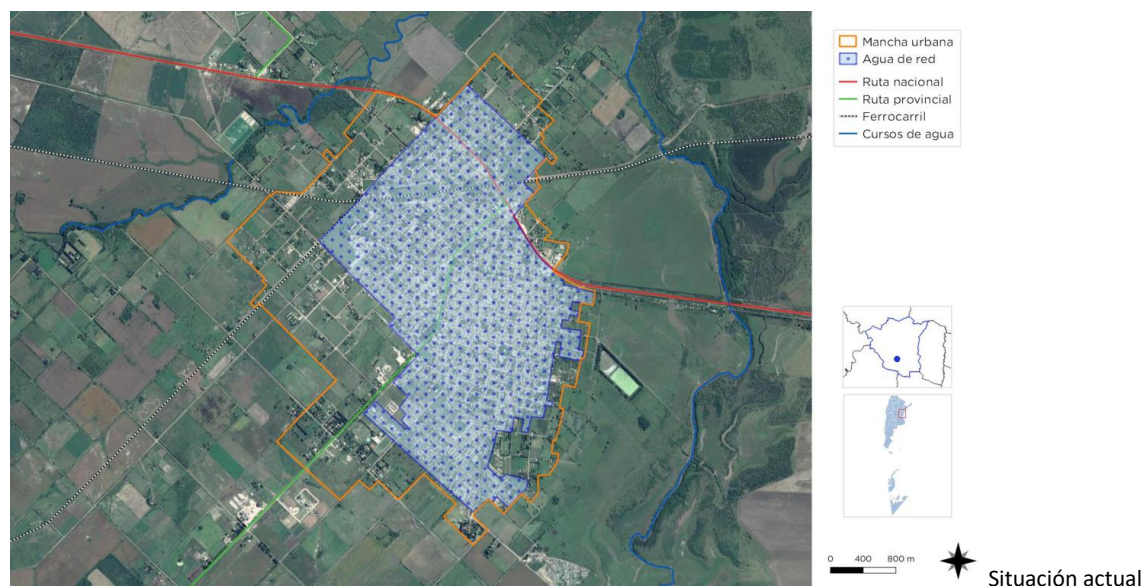 Mancha urbana
Agua de red
Ruta nacional
Ruta provincial
Ferrocarril
Cursos de agua
0 400 800 m
Situación actual